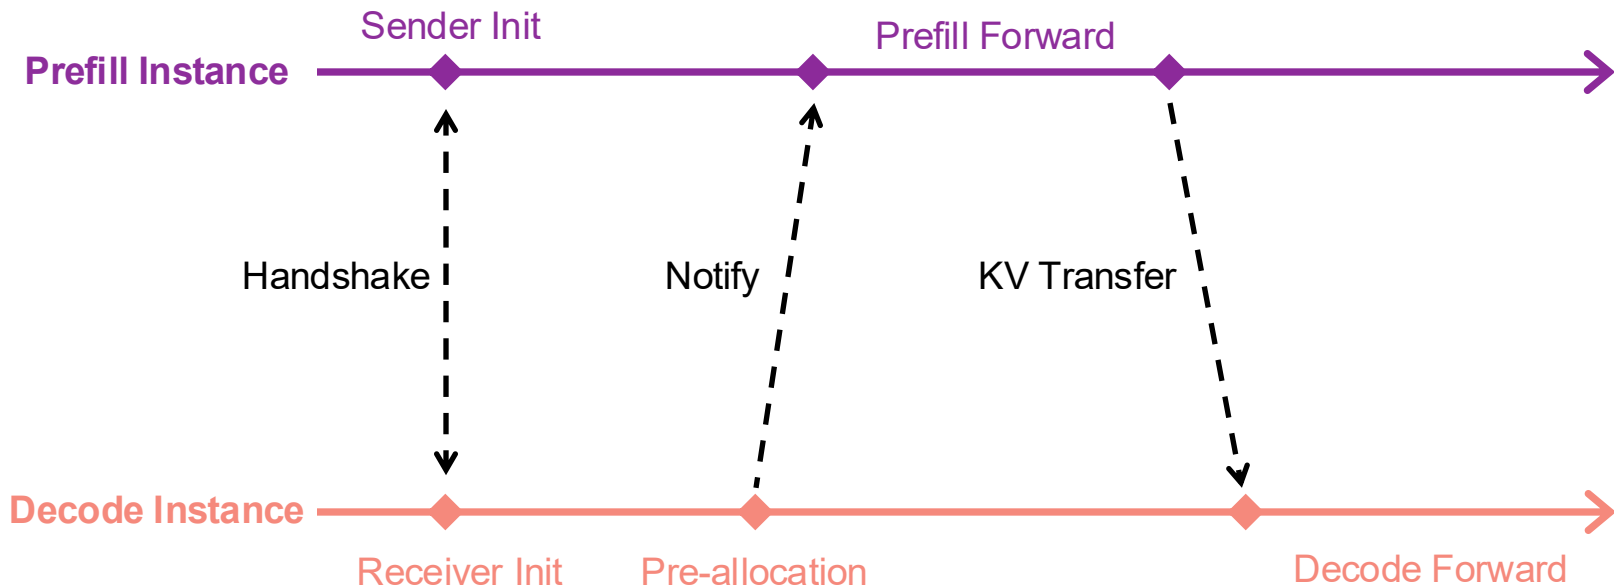 Sender Init
Prefill Forward
Prefill Instance
Handshake
Notify
KV Transfer
Decode Instance
Receiver Init
Pre-allocation
Decode Forward